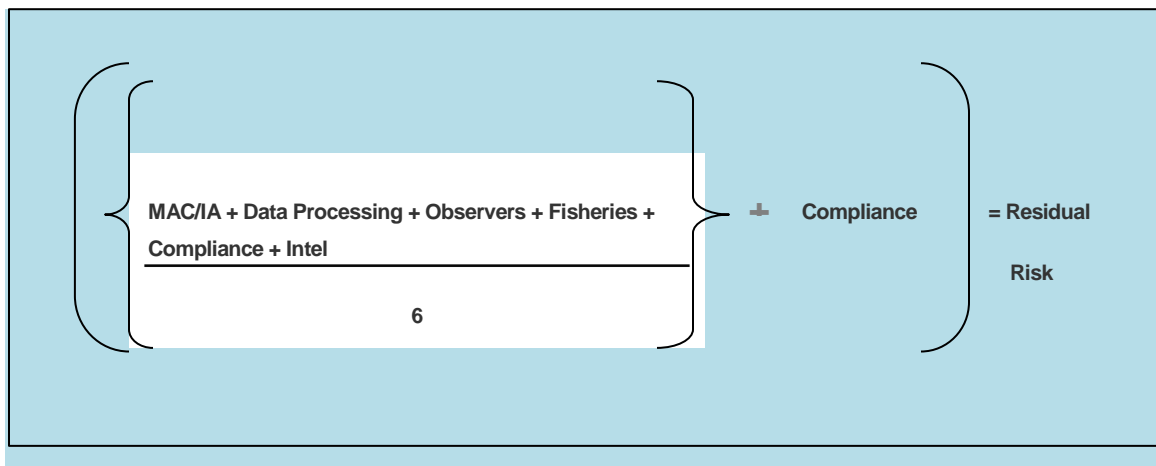 MAC/IA + Data Processing + Observers + Fisheries +
Compliance + Intel
6
+ Compliance
= Residual
Risk